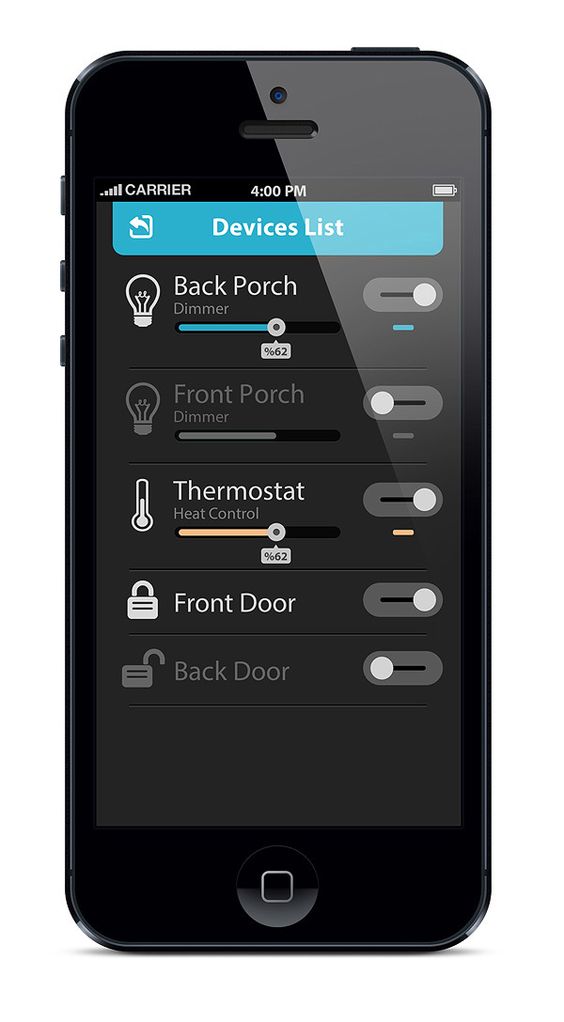 CARRIER 4:00 PM
Devices List
Back Porch
Dimmer
%62
Front Porch
Dimmer
Thermostat
Heat Control
%62
Front Door
Back Door